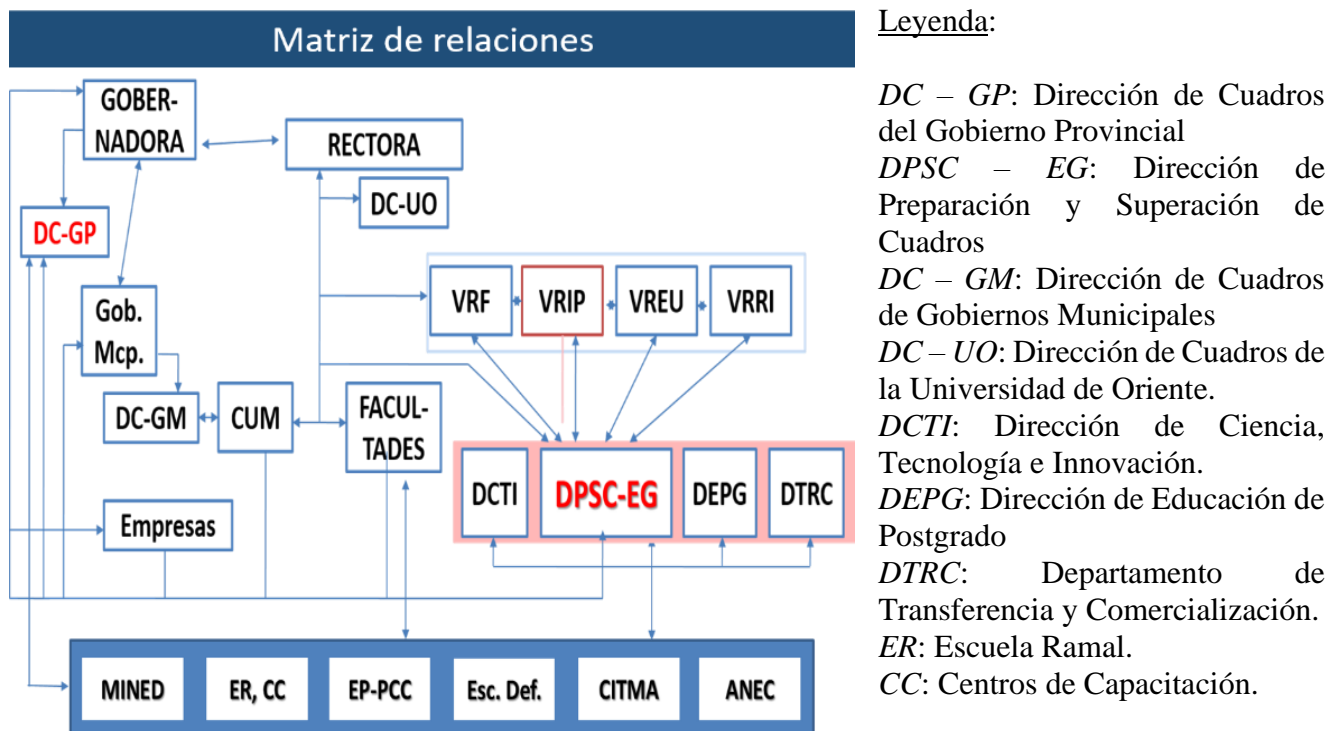 Matriz de relaciones
GOBER-
NADORA
RECTORA
DC-UO
DC-GP
VRF
VRIP
VREU
VRRI
Gob.
Mcp.
DC-GM
CUM
FACUL-
TADES
DCTI
DPSC-EG
DEPG
DTRC
Empresas
MINED
ER, CC
EP-PCC
Esc. Def.
CITMA
ANEC
Leyenda:
DC – GP: Dirección de Cuadros
del Gobierno Provincial
DPSC – EG: Dirección de
Preparación y Superación de
Cuadros
DC – GM: Dirección de Cuadros
de Gobiernos Municipales
DC – UO: Dirección de Cuadros de
la Universidad de Oriente.
DCTI: Dirección de Ciencia,
Tecnología e Innovación.
DEPG: Dirección de Educación de
Postgrado
DTRC: Departamento de
Transferencia y Comercialización.
ER: Escuela Ramal.
CC: Centros de Capacitación.